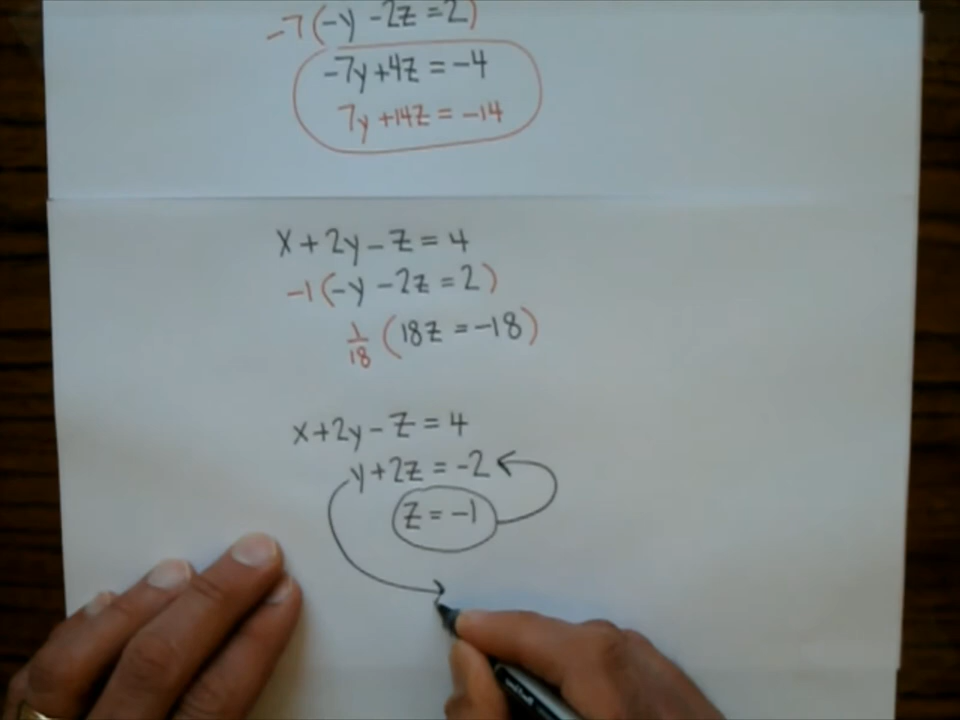 -7(-y -2z = 2)
-7y+4z = -4
7y+14z = -14
x+2y-z = 4
-1(-y -2z = 2)
1/18 (18z = -18)
x+2y-z = 4
y+2z = -2
z = -1